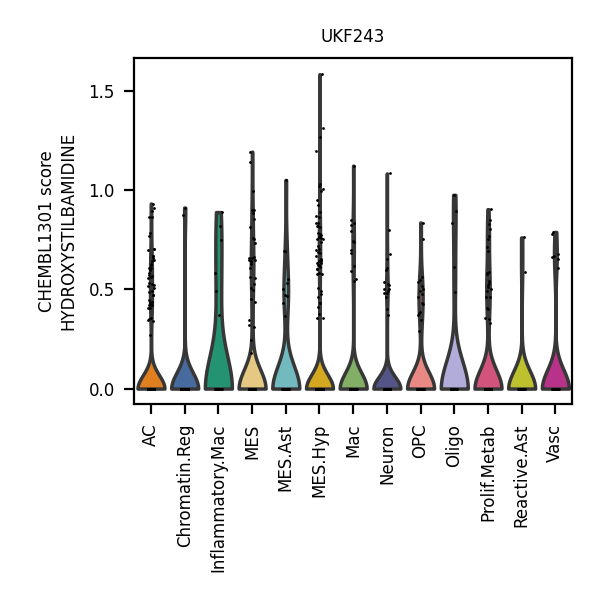 UKF243
CHEMBL1301 score
HYDROXYSTILBAMIDINE
1.5
1.0
0.5
0.0
AC
Chromatin.Reg
Inflammatory.Mac
MES
MES.Ast
MES.Hyp
Mac
Neuron
OPC
Oligo
Prolif.Metab
Reactive.Ast
Vasc